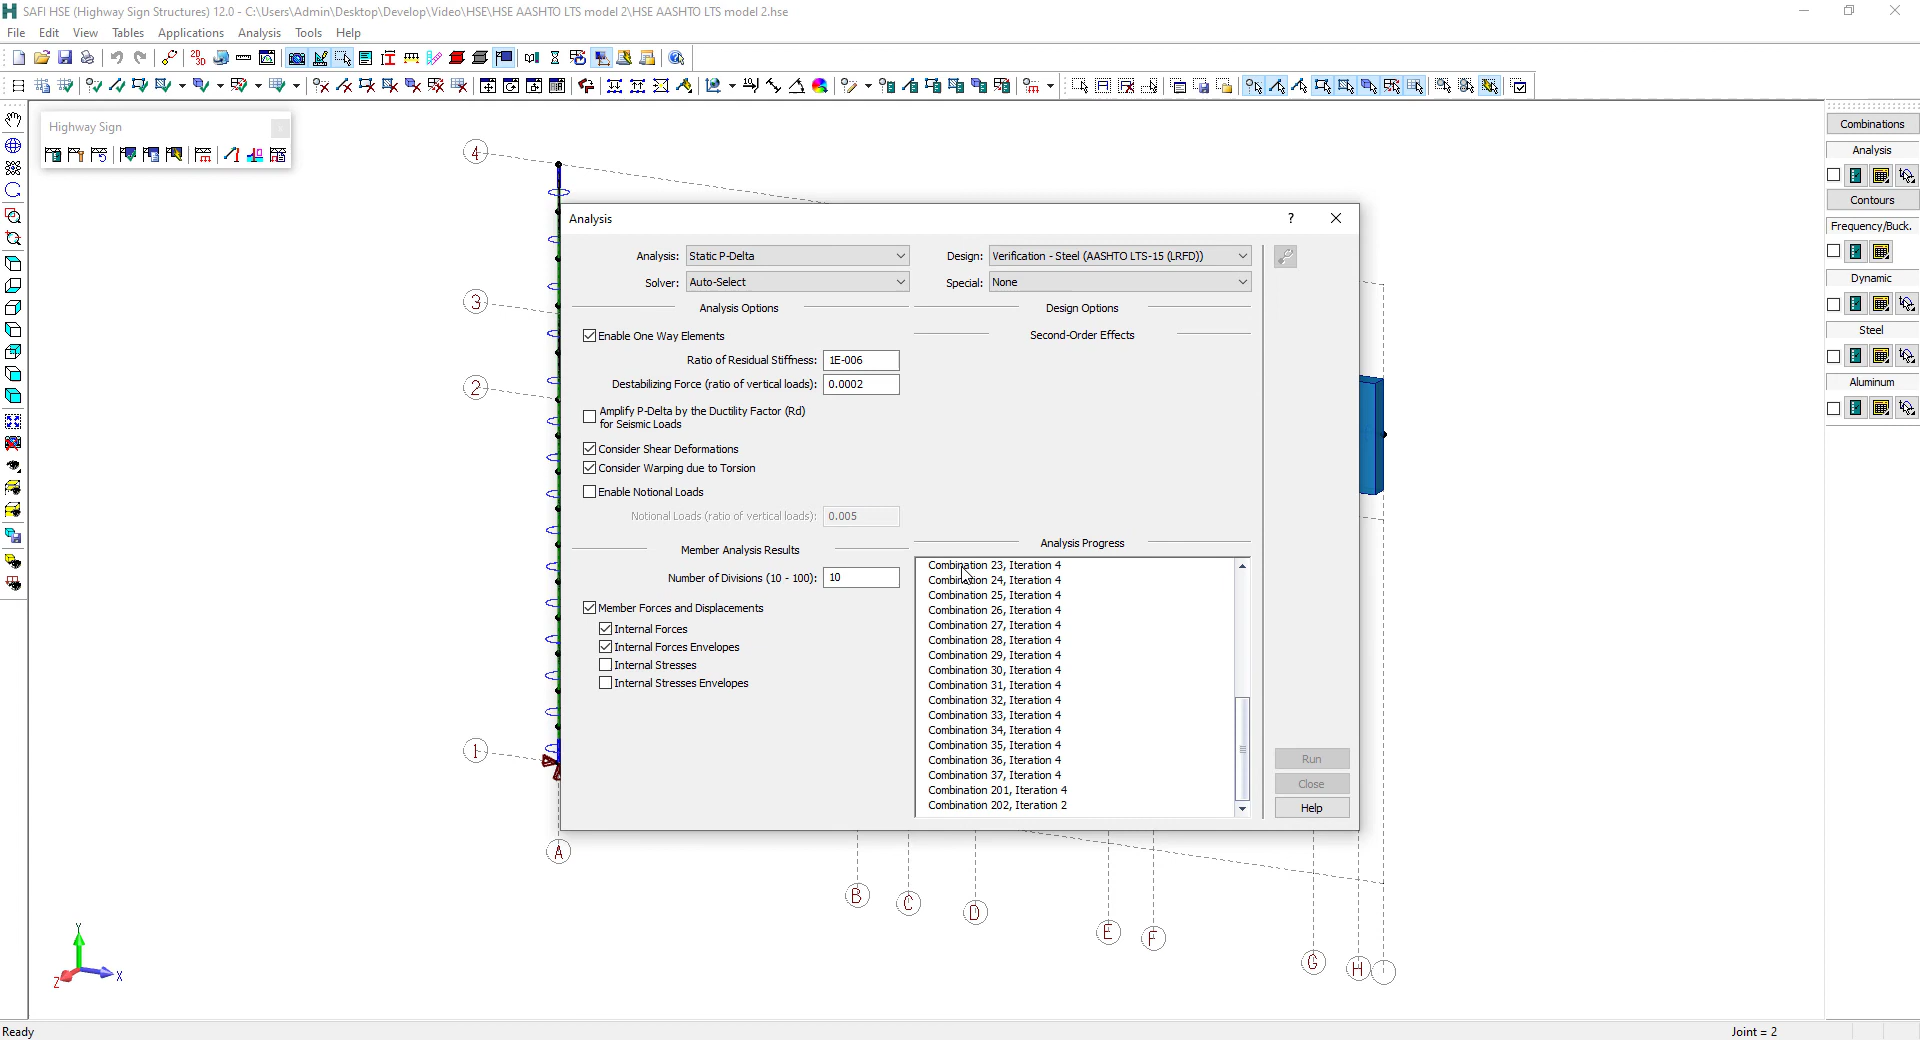 SAFI HSE (Highway Sign Structures) 12.0 - C:\Users\Admin\Desktop\Develop\Video\HSE\HSE AASHTO LTS model 2\HSE AASHTO LTS model 2.hse
File Edit View Tables Applications Analysis Tools Help
Highway Sign
4
3
2
1
A
B
C
D
E
F
G
H
Y
X
Z
Analysis
?
Analysis: Static P-Delta
Design: Verification - Steel (AASHTO LTS-15 (LRFD))
Solver: Auto-Select
Special: None
Analysis Options
Design Options
Enable One Way Elements
Second-Order Effects
Ratio of Residual Stiffness: 1E-006
Destabilizing Force (ratio of vertical loads): 0.0002
Amplify P-Delta by the Ductility Factor (Rd)
for Seismic Loads
Consider Shear Deformations
Consider Warping due to Torsion
Enable Notional Loads
Notional Loads (ratio of vertical loads): 0.005
Member Analysis Results
Number of Divisions (10 - 100): 10
Member Forces and Displacements
Internal Forces
Internal Forces Envelopes
Internal Stresses
Internal Stresses Envelopes
Analysis Progress
Combination 23, Iteration 4
Combination 24, Iteration 4
Combination 25, Iteration 4
Combination 26, Iteration 4
Combination 27, Iteration 4
Combination 28, Iteration 4
Combination 29, Iteration 4
Combination 30, Iteration 4
Combination 31, Iteration 4
Combination 32, Iteration 4
Combination 33, Iteration 4
Combination 34, Iteration 4
Combination 35, Iteration 4
Combination 36, Iteration 4
Combination 37, Iteration 4
Combination 201, Iteration 4
Combination 202, Iteration 2
Run
Close
Help
Combinations
Analysis
Contours
Frequency/Buck.
Dynamic
Steel
Aluminum
Ready
Joint = 2